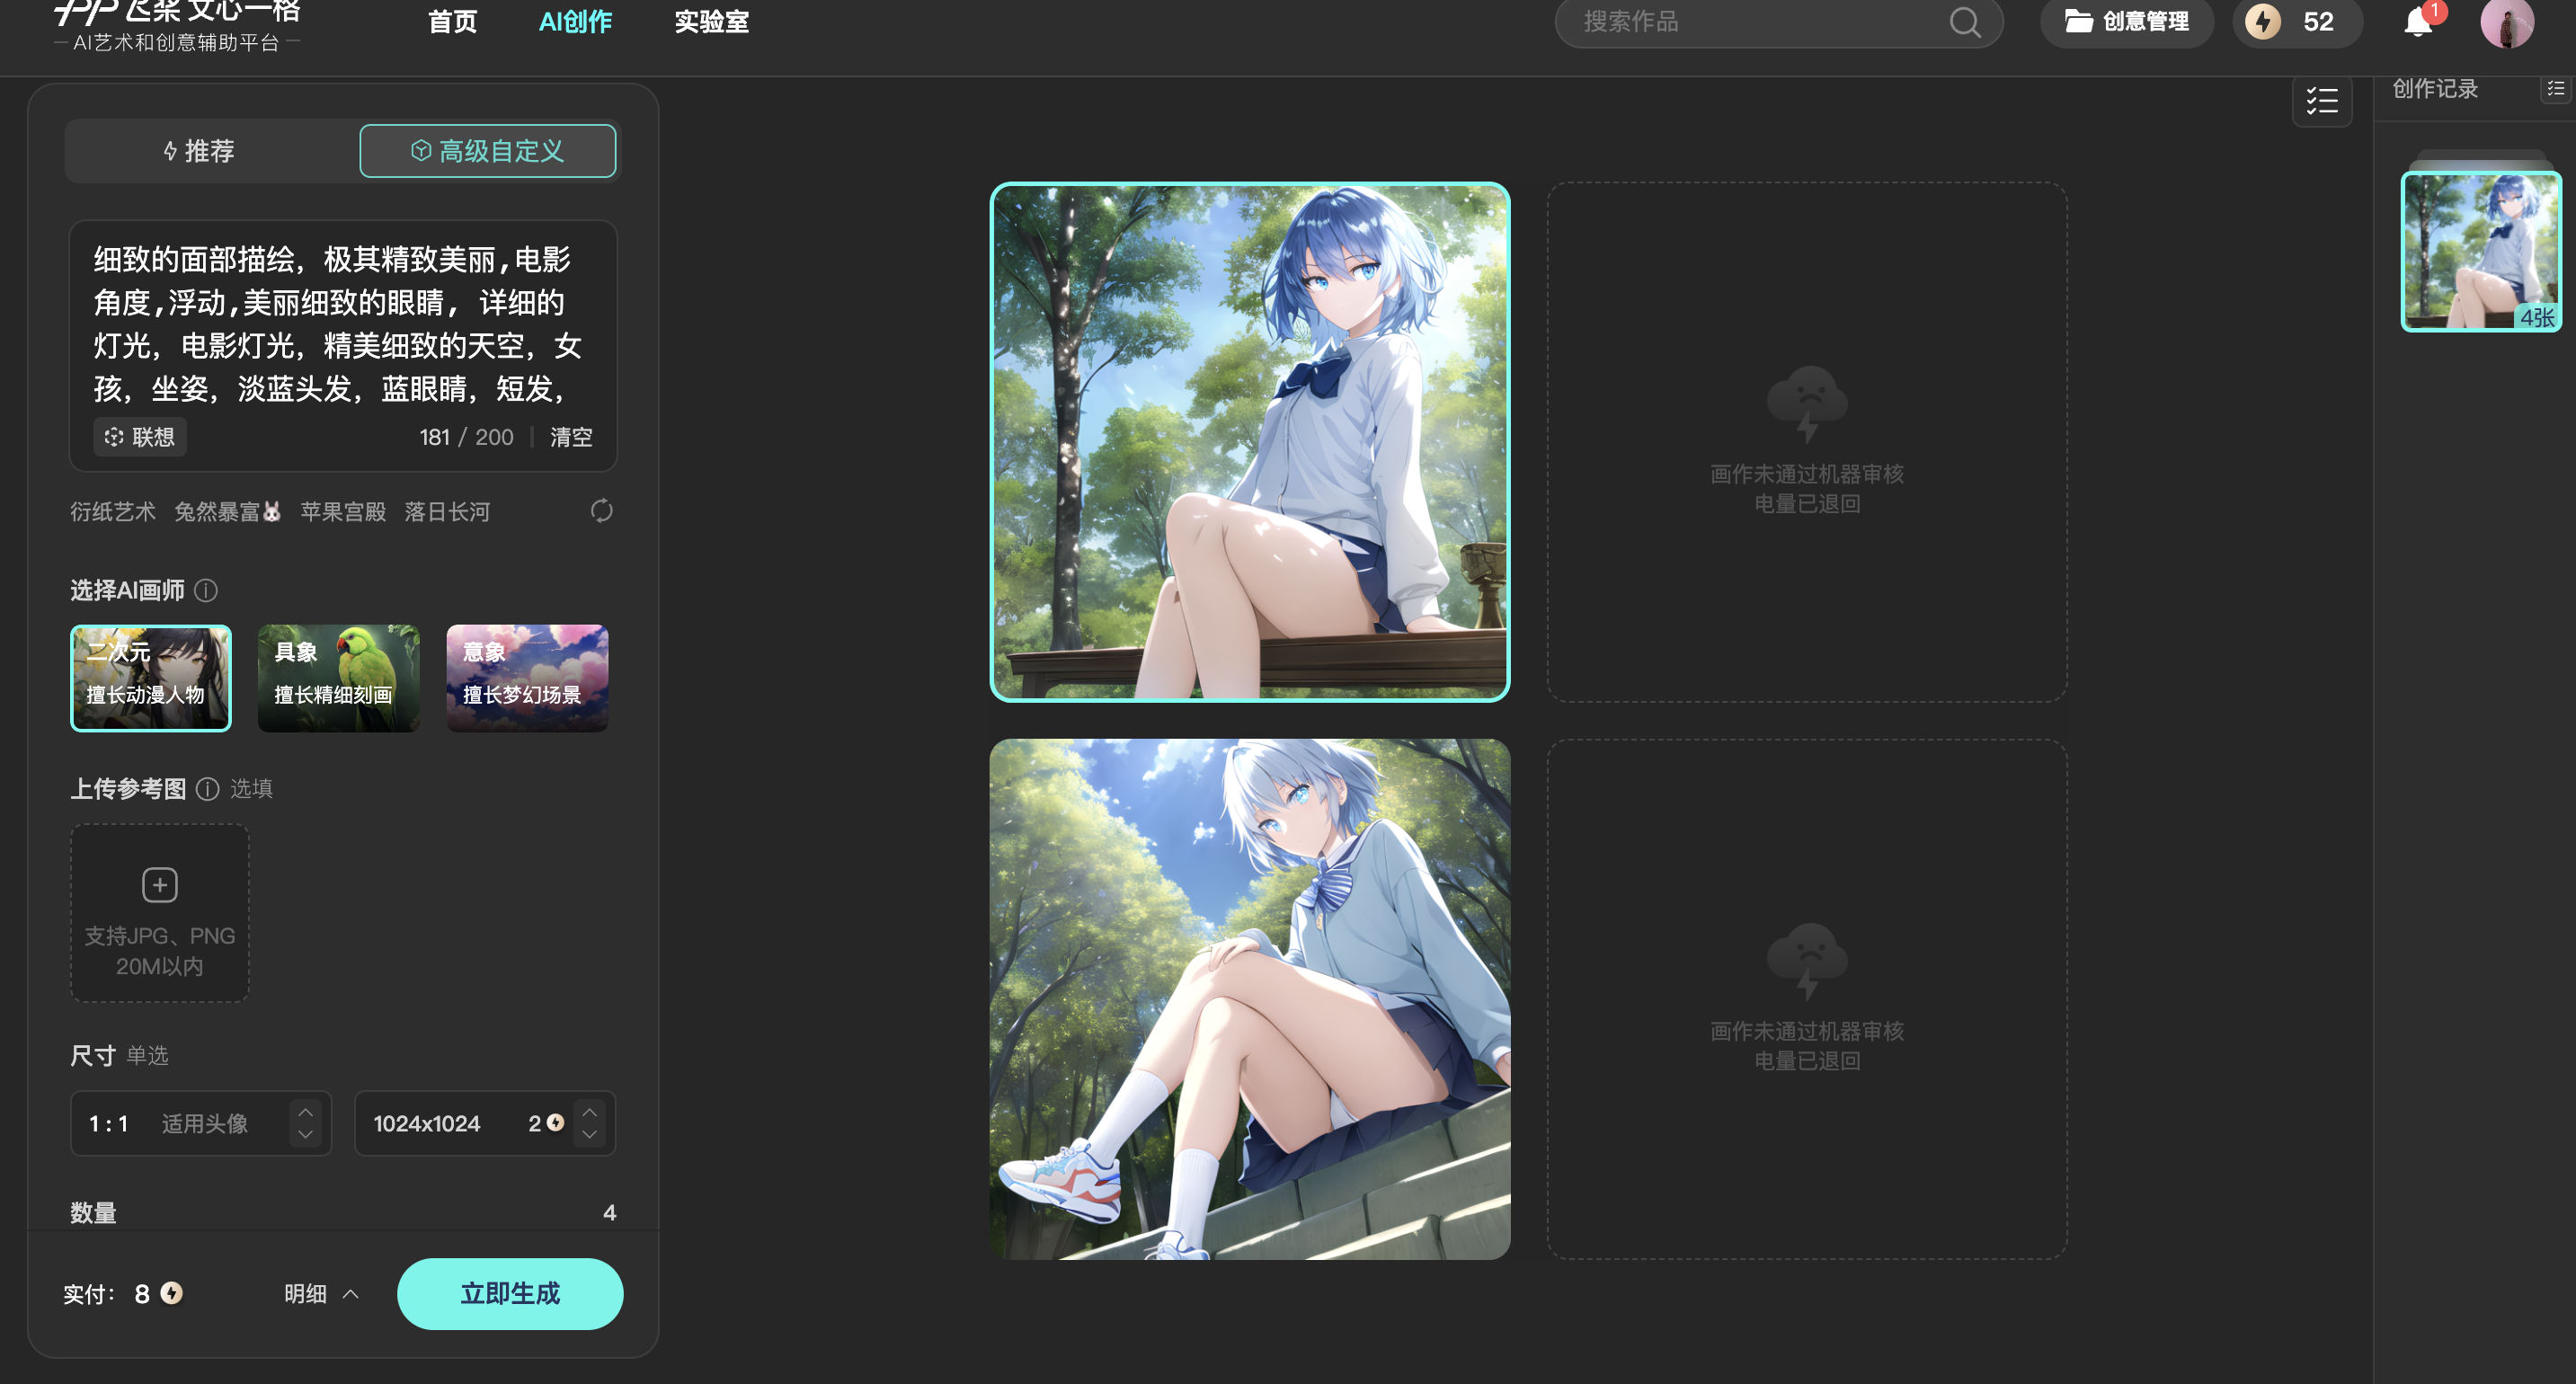 飞桨 文心一格
AI艺术和创意辅助平台
首页
AI创作
实验室
搜索作品
创意管理
52
1
推荐
高级自定义
细致的面部描绘，极其精致美丽,电影
角度,浮动,美丽细致的眼睛, 详细的
灯光，电影灯光，精美细致的天空，女
孩，坐姿，淡蓝头发，蓝眼睛，短发，
联想
181 / 200
清空
衍纸艺术 兔然暴富🐰 苹果宫殿 落日长河
选择AI画师
二次元
擅长动漫人物
具象
擅长精细刻画
意象
擅长梦幻场景
上传参考图 选填
支持JPG、PNG
20M以内
尺寸 单选
1 : 1 适用头像
1024x1024 2
数量 4
实付： 8
明细
立即生成
画作未通过机器审核
电量已退回
画作未通过机器审核
电量已退回
创作记录
4张